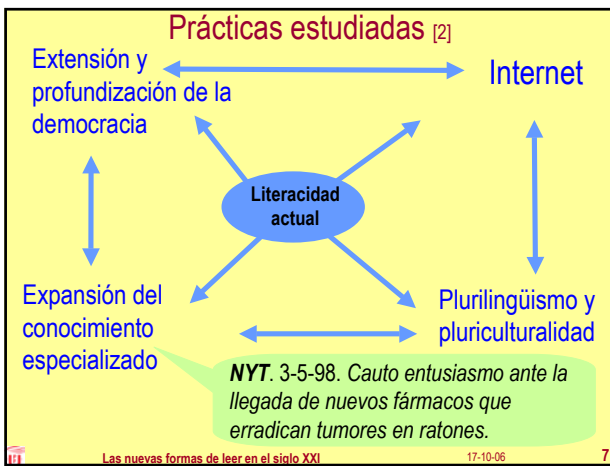 Prácticas estudiadas [2]
Extensión y
profundización de la
democracia
Internet
Literacidad
actual
Expansión del
conocimiento
especializado
Plurilingüismo y
pluriculturalidad
NYT. 3-5-98. Cauto entusiasmo ante la
llegada de nuevos fármacos que
erradican tumores en ratones.
Las nuevas formas de leer en el siglo XXI
17-10-06
7